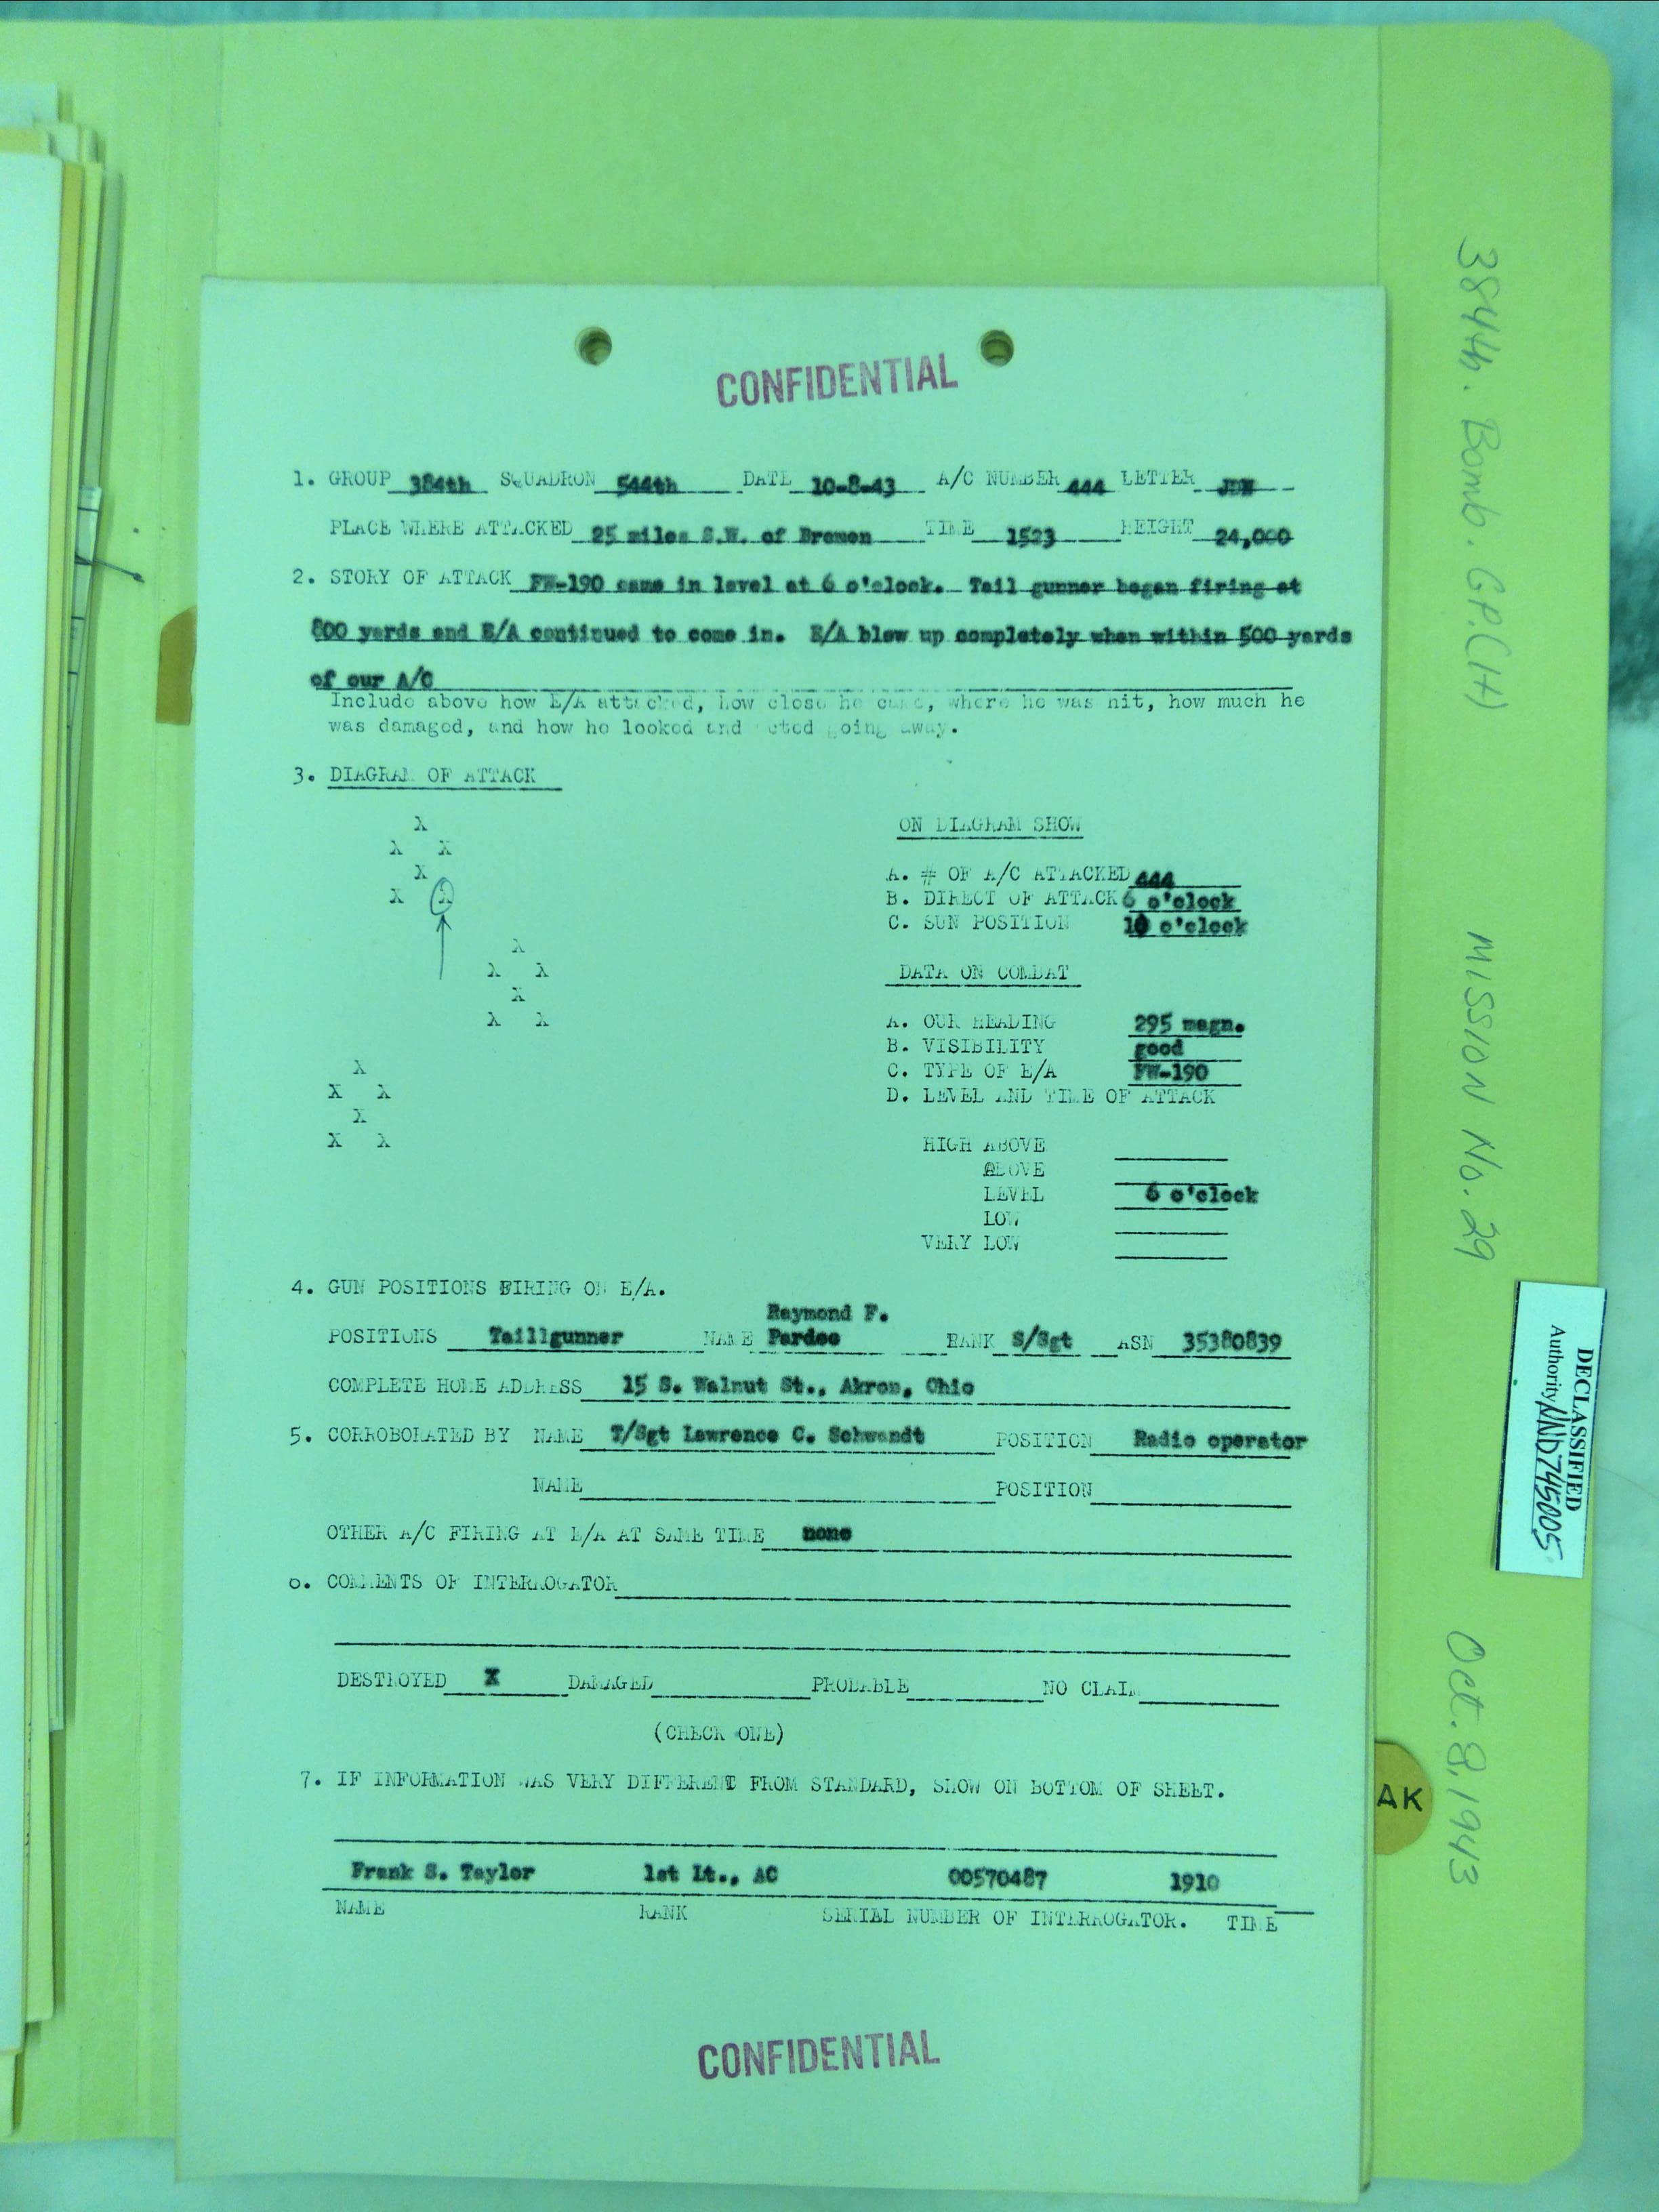 CONFIDENTIAL
1. GROUP 384th SQUADRON 544th DATE 10-8-43 A/C NUMBER 444 LETTER
PLACE WHERE ATTACKED 25 miles S.W. of Bremen TIME 1523 HEIGHT 24,000
2. STORY OF ATTACK FW-190 came in level at 6 o'clock. Tail gunner began firing at
800 yards and E/A continued to come in. E/A blew up completely when within 500 yards
of our A/C
Include above how E/A attacked, how close he came, where he was hit, how much he
was damaged, and how he looked and acted going away.
3. DIAGRAM OF ATTACK
X
X X
X
X X
X
X X
X
X X
X
X X
X
X X
ON DIAGRAM SHOW
A. # OF A/C ATTACKED 444
B. DIRECT OF ATTACK 6 o'clock
C. SUN POSITION 10 o'clock
DATA ON COMBAT
A. OUR HEADING 295 magn.
B. VISIBILITY good
C. TYPE OF E/A FW-190
D. LEVEL AND TIME OF ATTACK
HIGH ABOVE
ABOVE
LEVEL 6 o'clock
LOW
VERY LOW
4. GUN POSITIONS FIRING ON E/A.
Raymond F.
POSITIONS Taillgunner NAME Pardee RANK S/Sgt ASN 35380839
COMPLETE HOME ADDRESS 15 S. Walnut St., Akron, Ohio
5. CORROBORATED BY NAME T/Sgt Lawrence C. Schwandt POSITION Radio operator
NAME POSITION
OTHER A/C FIRING AT E/A AT SAME TIME none
6. COMMENTS OF INTERROGATOR
DESTROYED X DAMAGED PROBABLE NO CLAIM
(CHECK ONE)
7. IF INFORMATION WAS VERY DIFFERENT FROM STANDARD, SHOW ON BOTTOM OF SHEET.
Frank S. Taylor 1st Lt., AC 00570487 1910
NAME RANK SERIAL NUMBER OF INTERROGATOR. TIME
CONFIDENTIAL
384th. Bomb. GP.(H) MISSION No. 29 Oct. 8, 1943
DECLASSIFIED
Authority NND745005
AK